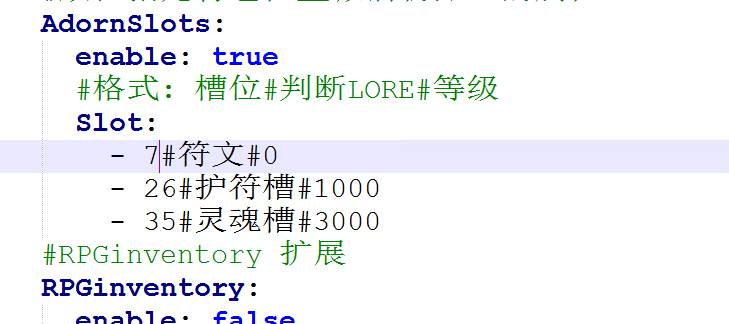 AdornSlots:
enable: true
#格式: 槽位#判断LORE#等级
Slot:
- 7#符文#0
- 26#护符槽#1000
- 35#灵魂槽#3000
#RPGinventory 扩展
RPGinventory:
enable: false